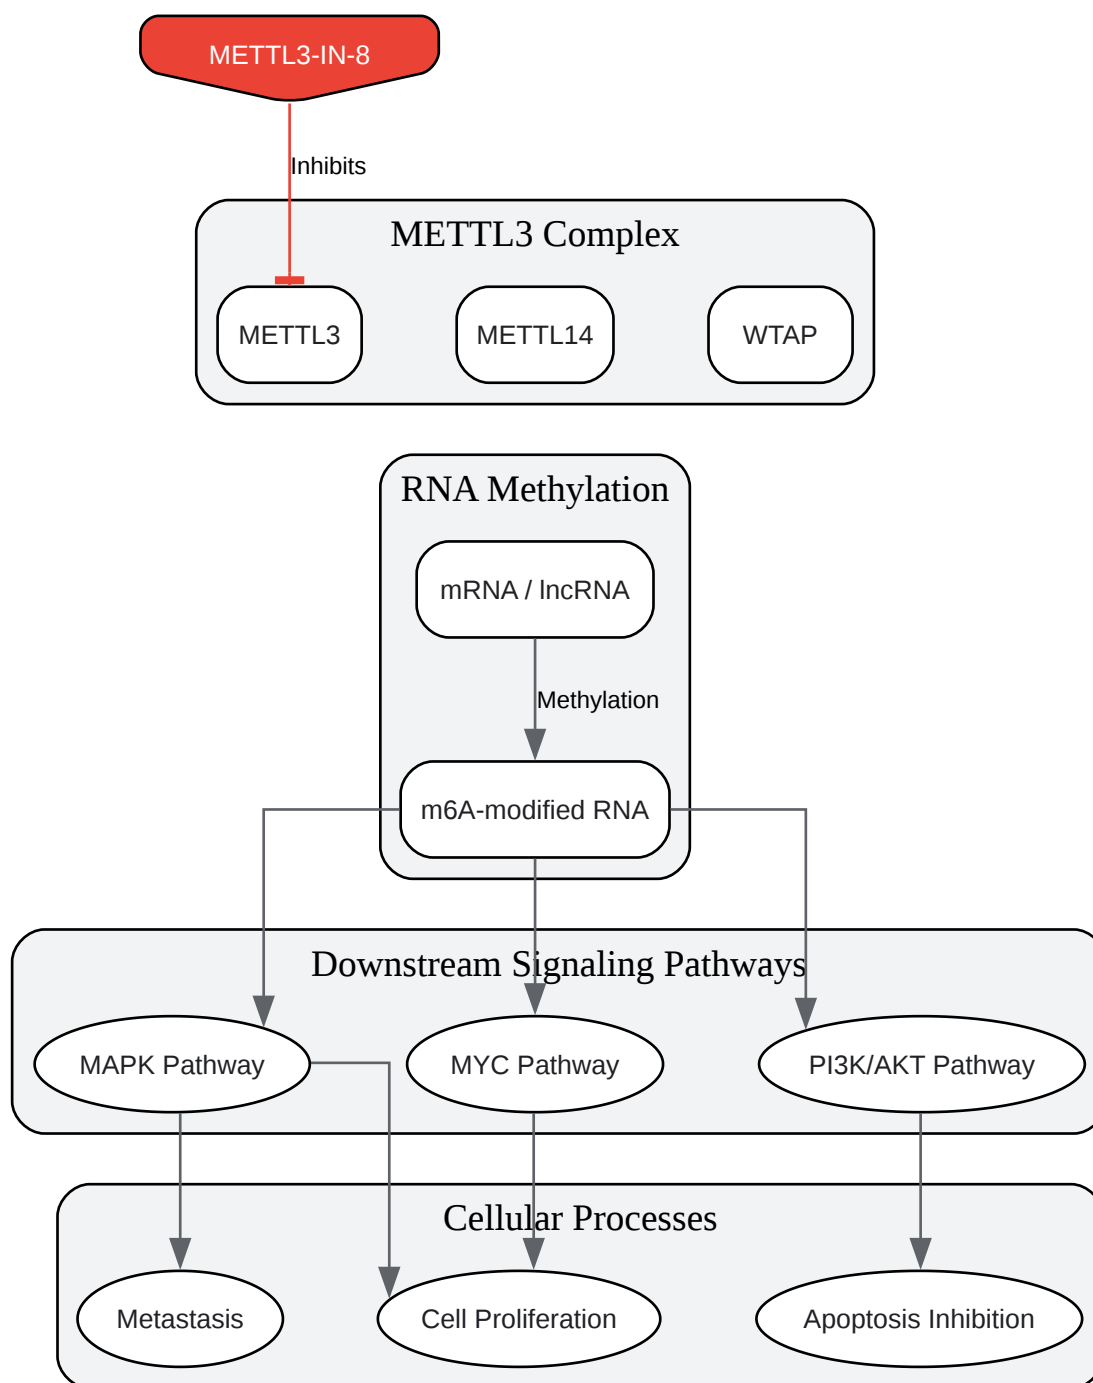 METTL3-IN-8
Inhibits
METTL3 Complex
METTL3
METTL14
WTAP
RNA Methylation
mRNA / lncRNA
Methylation
m6A-modified RNA
Downstream Signaling Pathways
MAPK Pathway
MYC Pathway
PI3K/AKT Pathway
Cellular Processes
Metastasis
Cell Proliferation
Apoptosis Inhibition